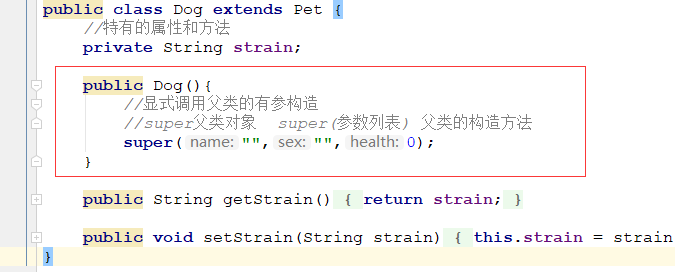 public class Dog extends Pet {
//特有的属性和方法
private String strain;
public Dog(){
//显式调用父类的有参构造
//super父类对象 super(参数列表) 父类的构造方法
super( name: "", sex: "", health: 0);
}
public String getStrain() { return strain; }
public void setStrain(String strain) { this.strain = strain
}